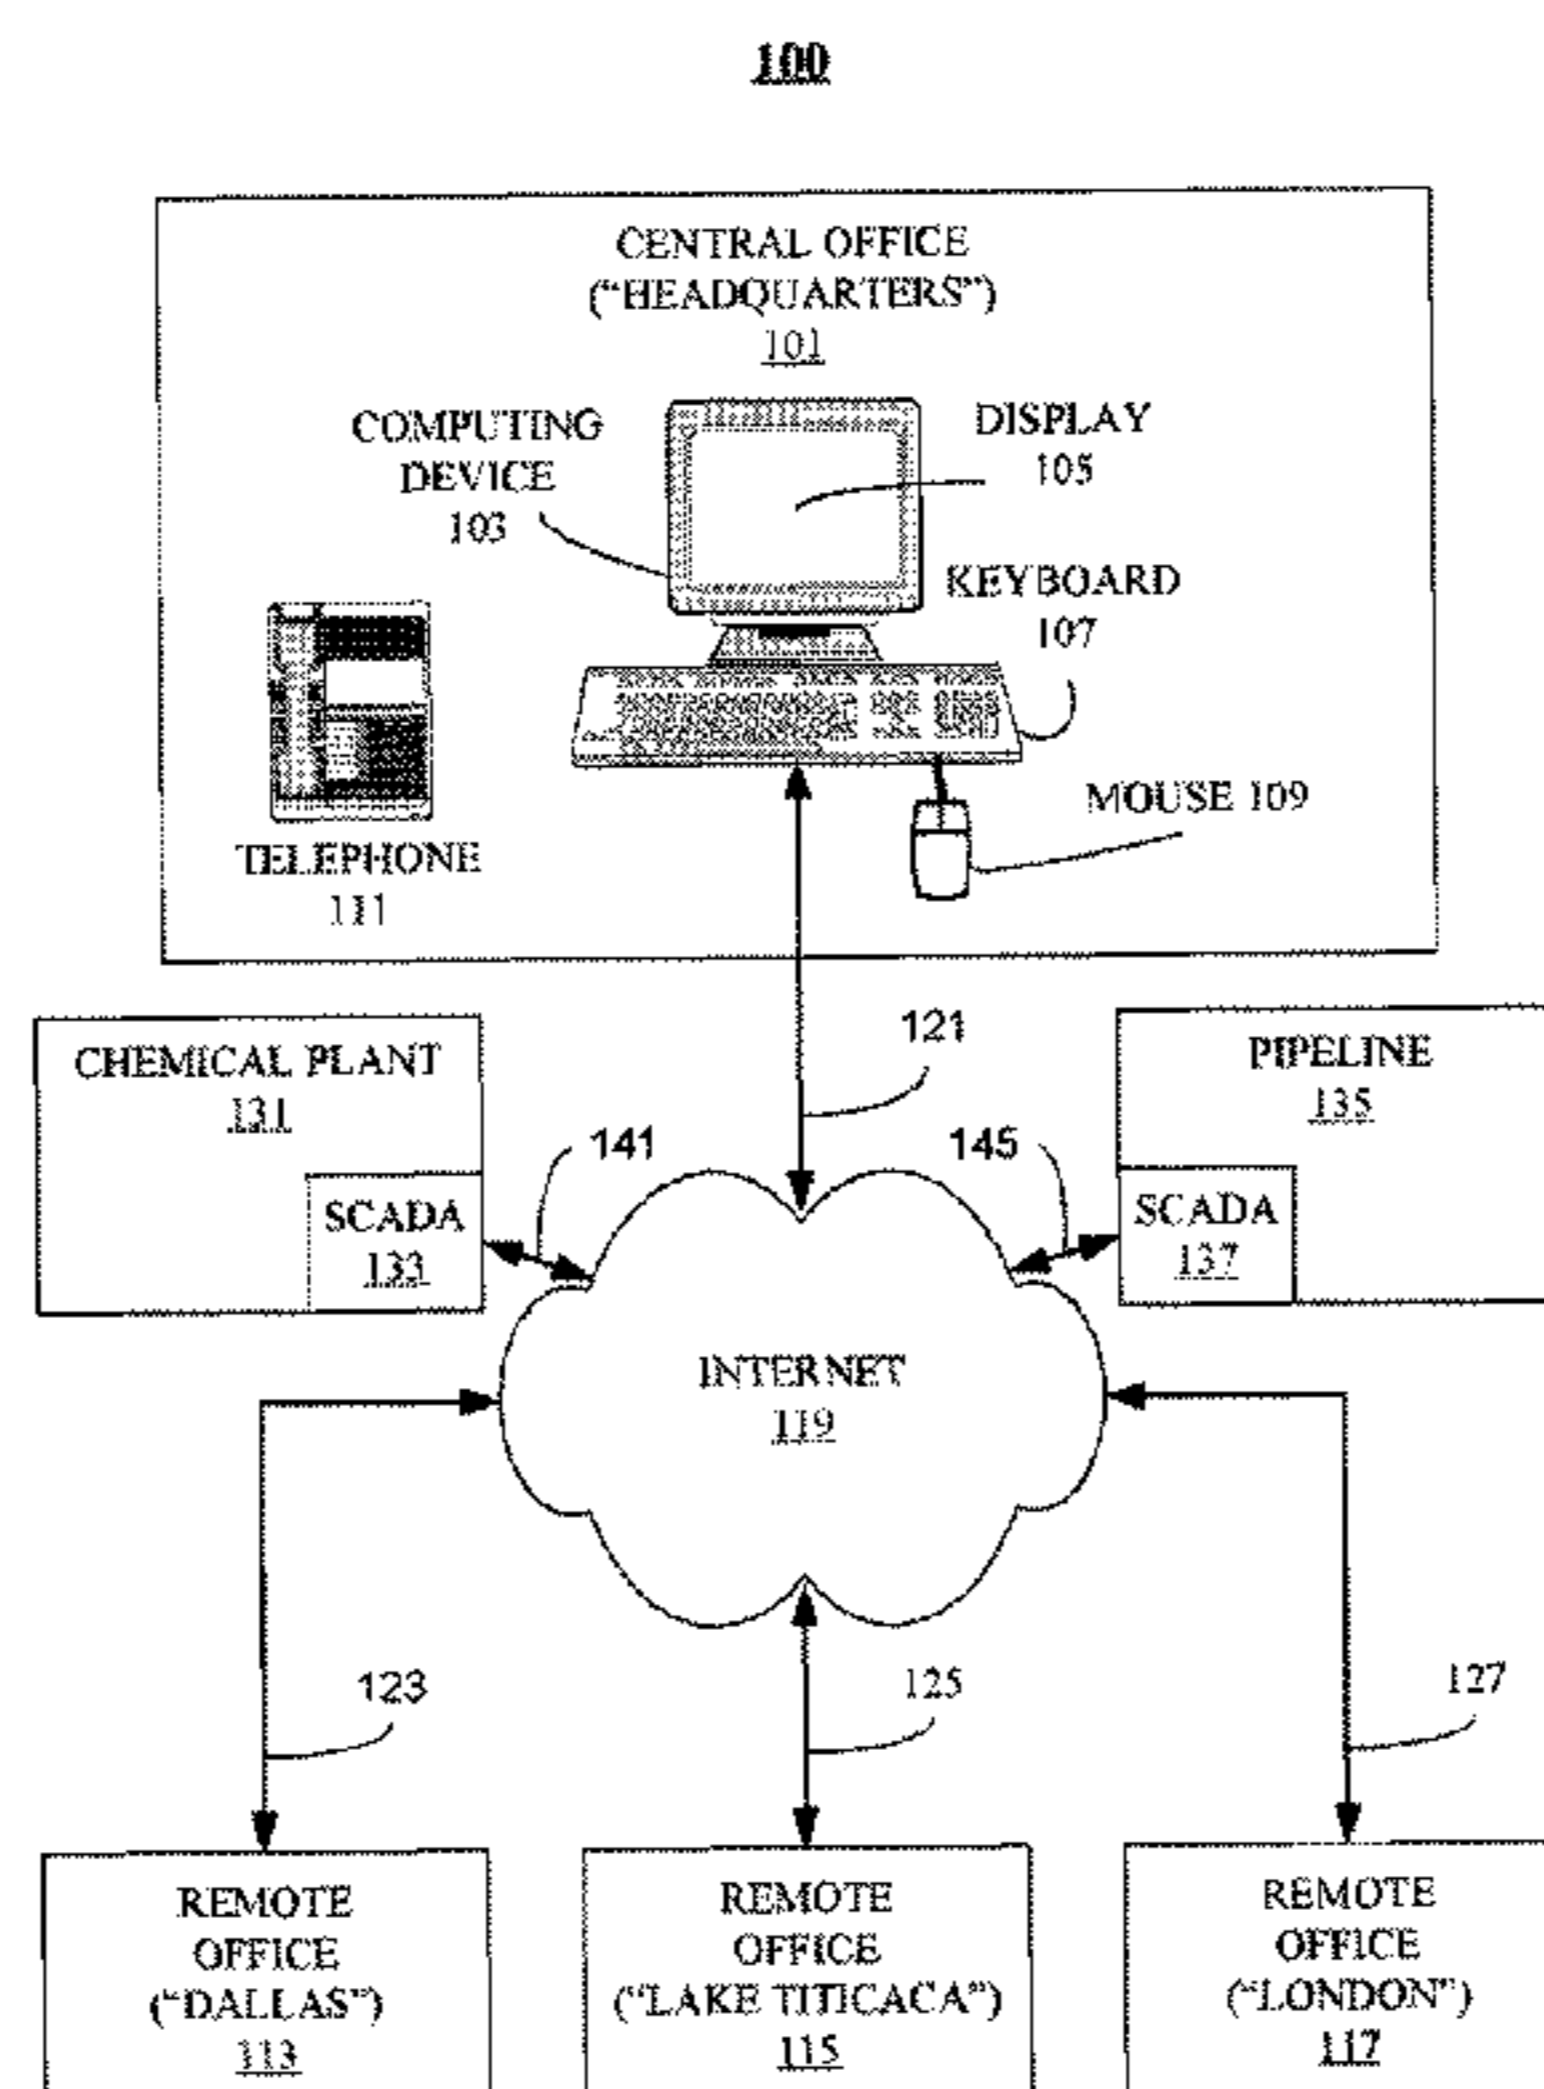 100
CENTRAL OFFICE
("HEADQUARTERS")
101
COMPUTING
DEVICE
103
DISPLAY
105
KEYBOARD
107
MOUSE 109
TELEPHONE
111
121
CHEMICAL PLANT
131
SCADA
133
141
145
PIPELINE
135
SCADA
137
INTERNET
119
123
125
127
REMOTE
OFFICE
("DALLAS")
113
REMOTE
OFFICE
("LAKE TITICACA")
115
REMOTE
OFFICE
("LONDON")
117